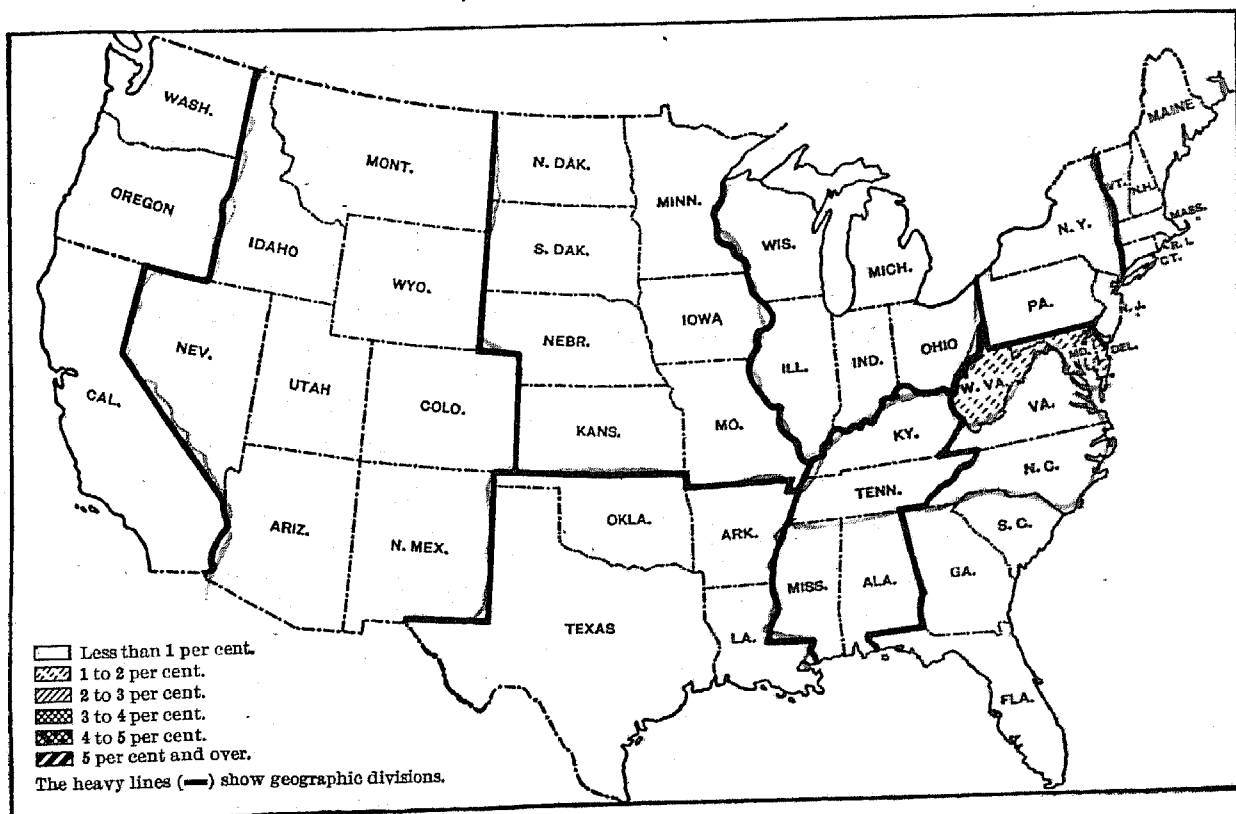 WASH.
MONT.
N. DAK.
MINN.
OREGON
IDAHO
S. DAK.
WIS.
MICH.
N. Y.
MAINE
VT.
N.H.
MASS.
R. I.
CT.
WYO.
IOWA
PA.
N. J.
NEV.
NEBR.
OHIO
MD.
DEL.
UTAH
COLO.
ILL.
IND.
W. VA.
VA.
CAL.
KANS.
MO.
KY.
N. C.
TENN.
ARIZ.
N. MEX.
OKLA.
ARK.
S. C.
MISS.
ALA.
GA.
TEXAS
LA.
FLA.
Less than 1 per cent.
1 to 2 per cent.
2 to 3 per cent.
3 to 4 per cent.
4 to 5 per cent.
5 per cent and over.
The heavy lines (▬) show geographic divisions.